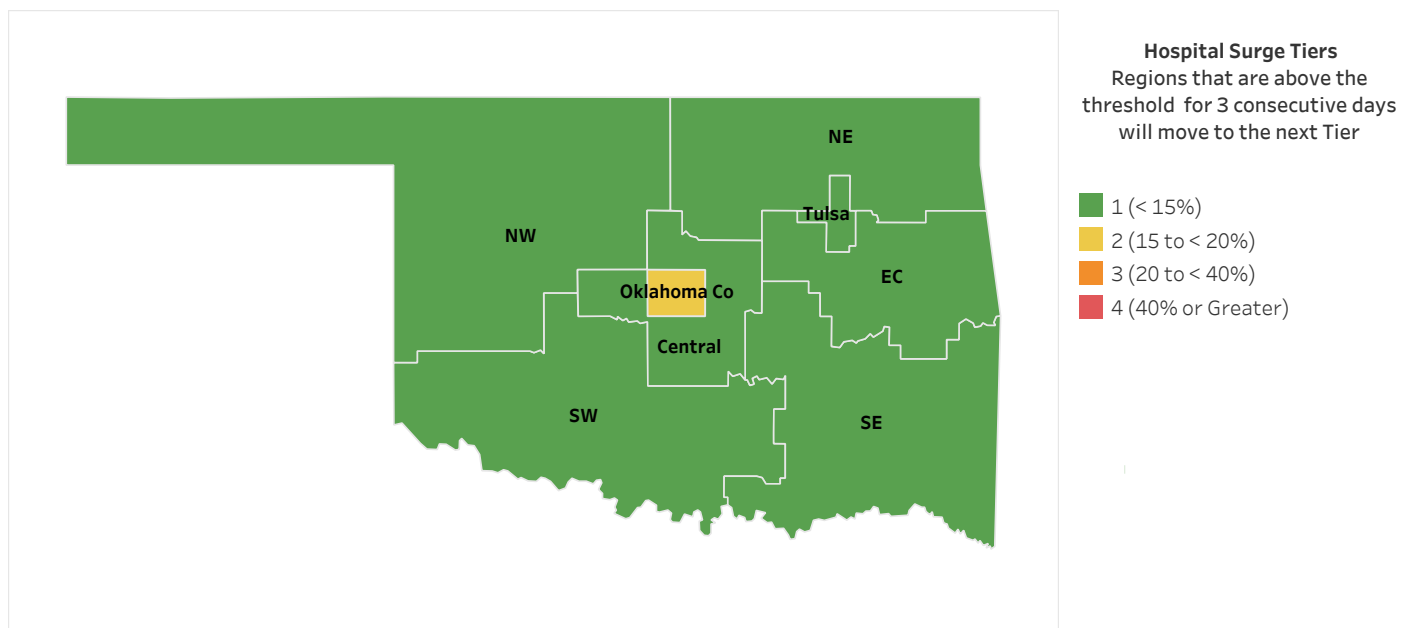 Hospital Surge Tiers
Regions that are above the
threshold for 3 consecutive days
will move to the next Tier
NE
1 (< 15%)
Tulsa
NW
2 (15 to < 20%)
EC
3 (20 to < 40%)
Oklahoma Co
4 (40% or Greater)
Central
SW
SE